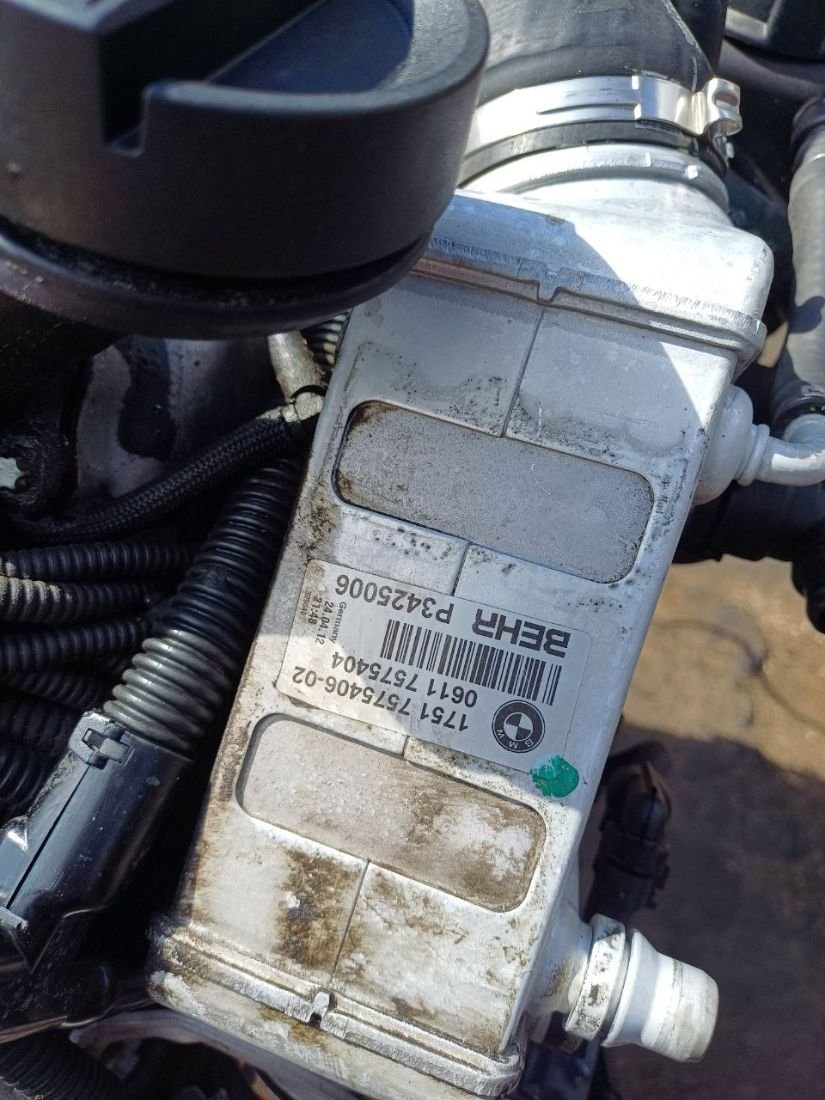 BMW
1751 7575406-02
0611 7575404
BEHR P3425006
Germany
24.04.12
21:48